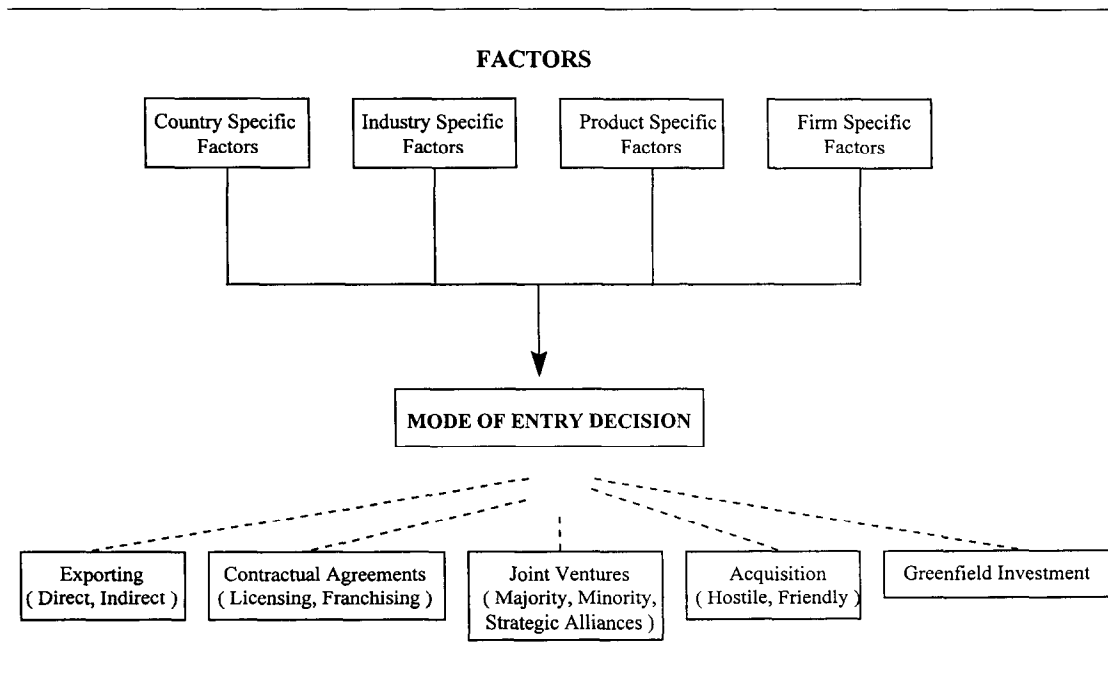 FACTORS
Country Specific
Factors
Industry Specific
Factors
Product Specific
Factors
Firm Specific
Factors
MODE OF ENTRY DECISION
Exporting
( Direct, Indirect )
Contractual Agreements
( Licensing, Franchising )
Joint Ventures
( Majority, Minority,
Strategic Alliances )
Acquisition
( Hostile, Friendly )
Greenfield Investment